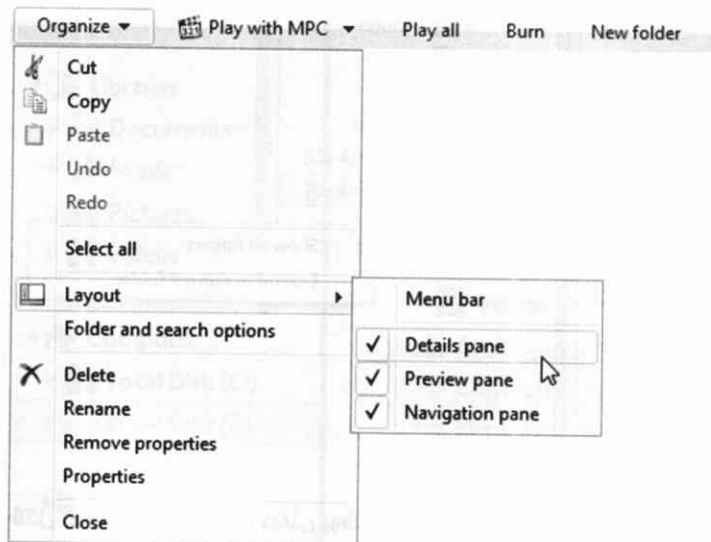 Organize Play with MPC Play all Burn New folder
Cut
Copy
Paste
Undo
Redo
Select all
Layout
Folder and search options
Delete
Rename
Remove properties
Properties
Close
Menu bar
Details pane
Preview pane
Navigation pane